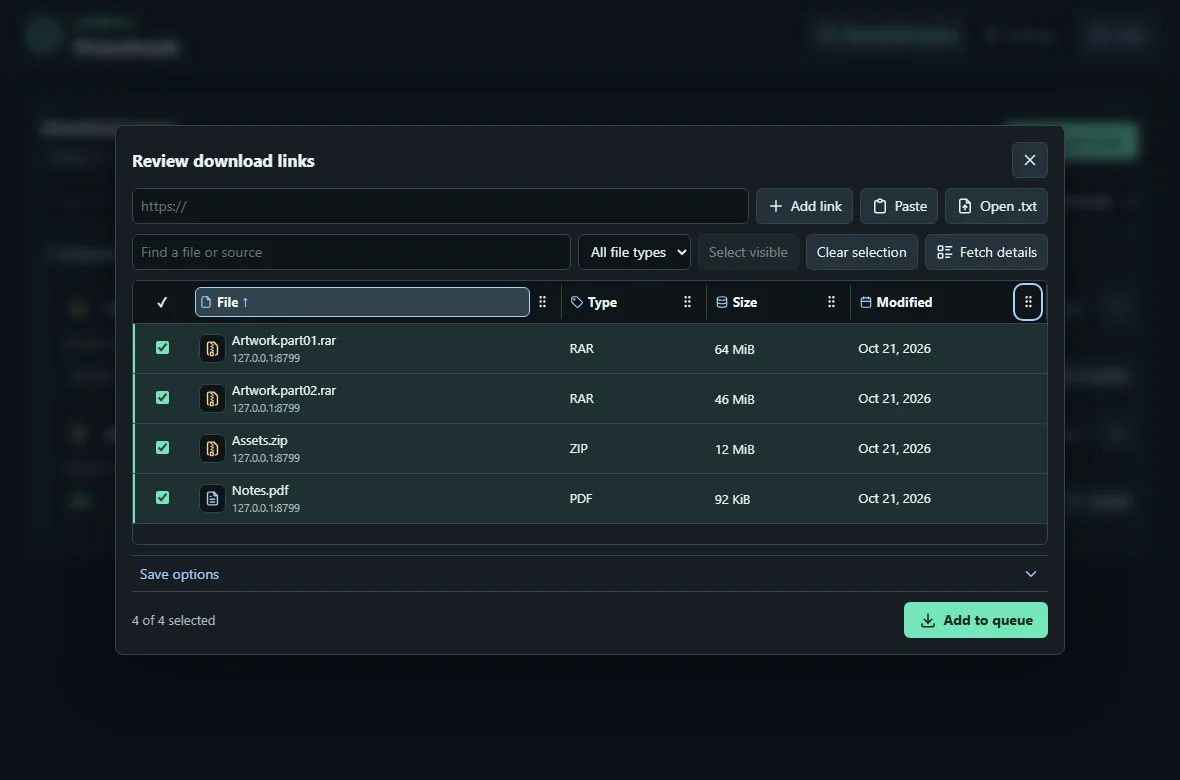 Review download links
https://
Add link
Paste
Open .txt
Find a file or source
All file types
Select visible
Clear selection
Fetch details
✓ File ↑ Type Size Modified
Artwork.part01.rar RAR 64 MiB Oct 21, 2026
127.0.0.1:8799
Artwork.part02.rar RAR 46 MiB Oct 21, 2026
127.0.0.1:8799
Assets.zip ZIP 12 MiB Oct 21, 2026
127.0.0.1:8799
Notes.pdf PDF 92 KiB Oct 21, 2026
127.0.0.1:8799
Save options
4 of 4 selected
Add to queue